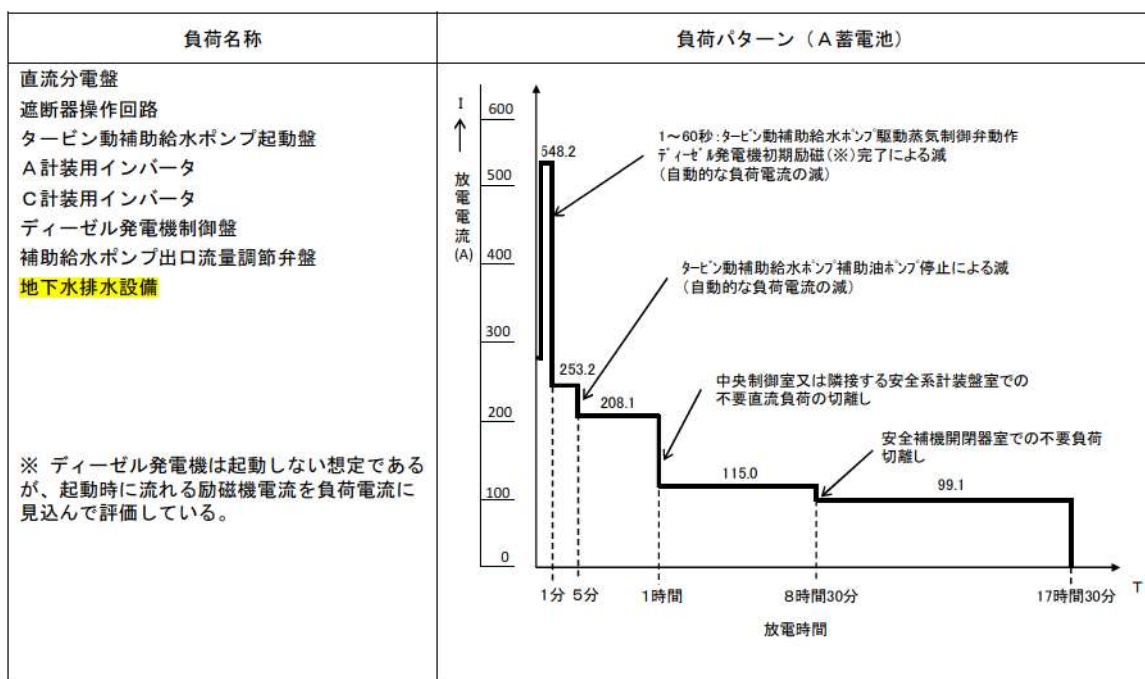 負荷名称
負荷パターン（A蓄電池）
直流分電盤
遮断器操作回路
タービン動補助給水ポンプ起動盤
A計装用インバータ
C計装用インバータ
ディーゼル発電機制御盤
補助給水ポンプ出口流量調節弁盤
地下水排水設備
※ ディーゼル発電機は起動しない想定である
が、起動時に流れる励磁機電流を負荷電流に
見込んで評価している。
I
放電電流
(A)
600
500
400
300
200
100
0
548.2
1～60秒:タービン動補助給水ポンプ駆動蒸気制御弁動作
ディーゼル発電機初期励磁(※)完了による減
(自動的な負荷電流の減)
タービン動補助給水ポンプ補助油ポンプ停止による減
(自動的な負荷電流の減)
253.2
208.1
中央制御室又は隣接する安全系計装盤室での
不要直流負荷の切離し
安全補機開閉器室での不要負荷
切離し
115.0
99.1
1分
5分
1時間
8時間30分
17時間30分
T
放電時間